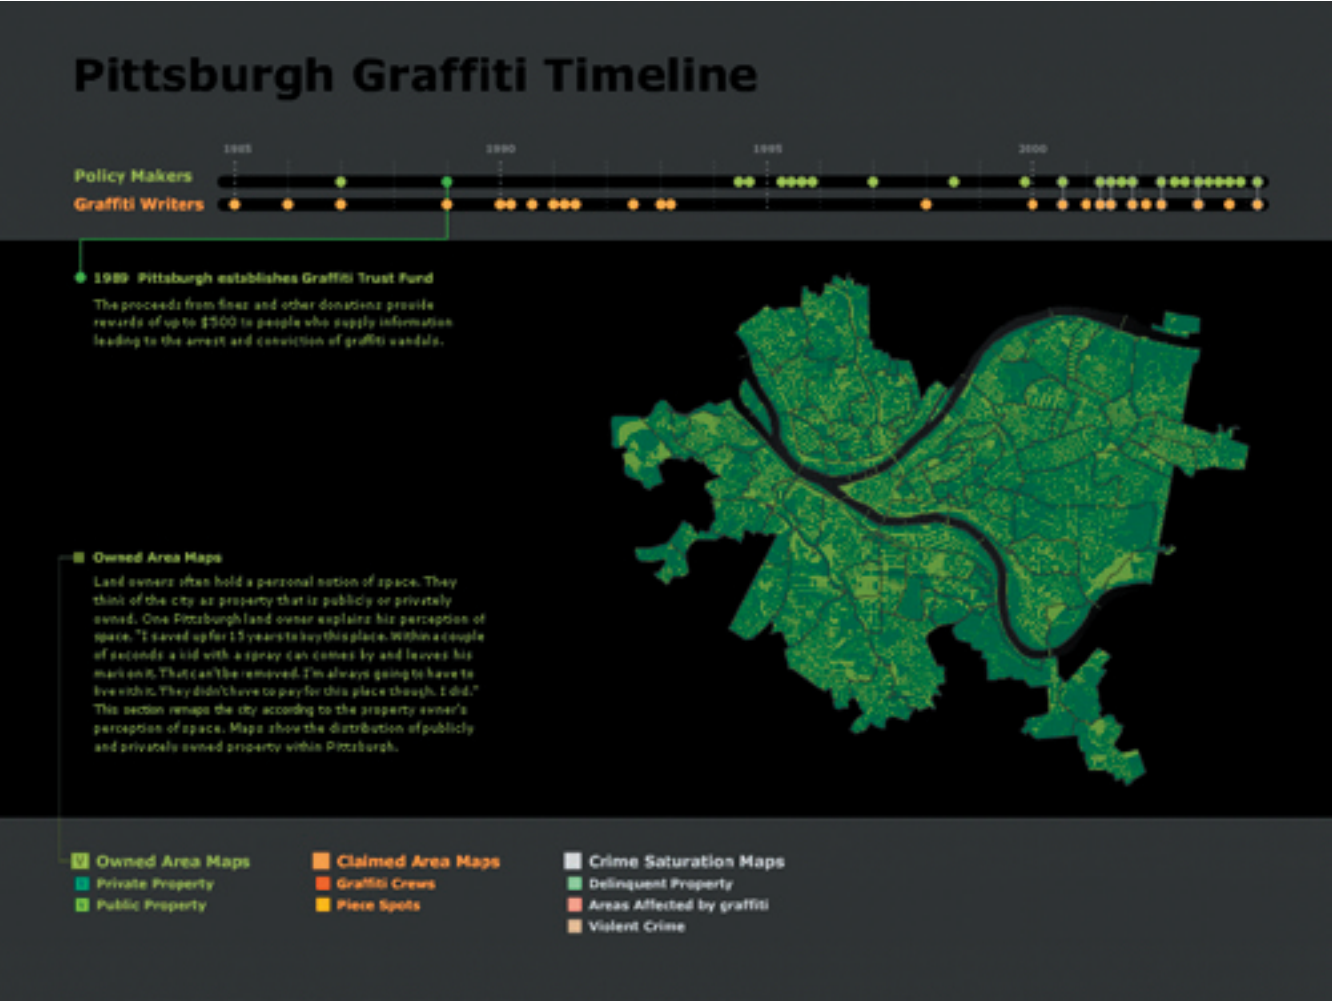 Pittsburgh Graffiti Timeline
1985 1990 1995 2000
Policy Makers
Graffiti Writers
1989 Pittsburgh establishes Graffiti Trust Fund
The proceeds from fines and other donations provide
rewards of up to $500 to people who supply information
leading to the arrest and conviction of graffiti vandals.
Owned Area Maps
Land owners often hold a personal notion of space. They
think of the city as property that is publicly or privately
owned. One Pittsburgh land owner explains his perception of
space. "I saved up for 15 years to buy this place. Within a couple
of seconds a kid with a spray can comes by and leaves his
mark on it. That can't be removed. I'm always going to have to
live with it. They didn't have to pay for this place though. I did."
This section remaps the city according to the property owner's
perception of space. Maps show the distribution of publicly
and privately owned property within Pittsburgh.
Owned Area Maps
Private Property
Public Property
Claimed Area Maps
Graffiti Crews
Piece Spots
Crime Saturation Maps
Delinquent Property
Areas Affected by graffiti
Violent Crime